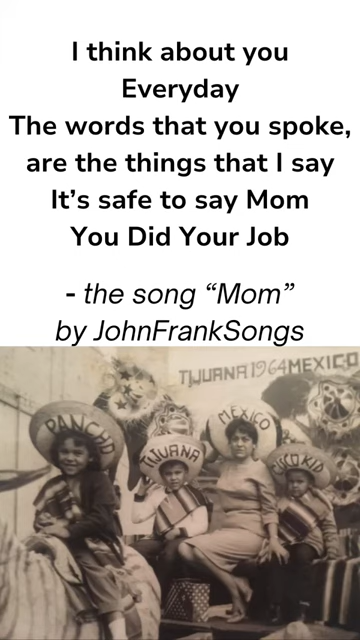 I think about you
Everyday
The words that you spoke,
are the things that I say
It’s safe to say Mom
You Did Your Job
- the song “Mom”
by JohnFrankSongs
TIJUANA 1964 MEXICO
PANCHO
TIJUANA
MEXICO
CISCO KID